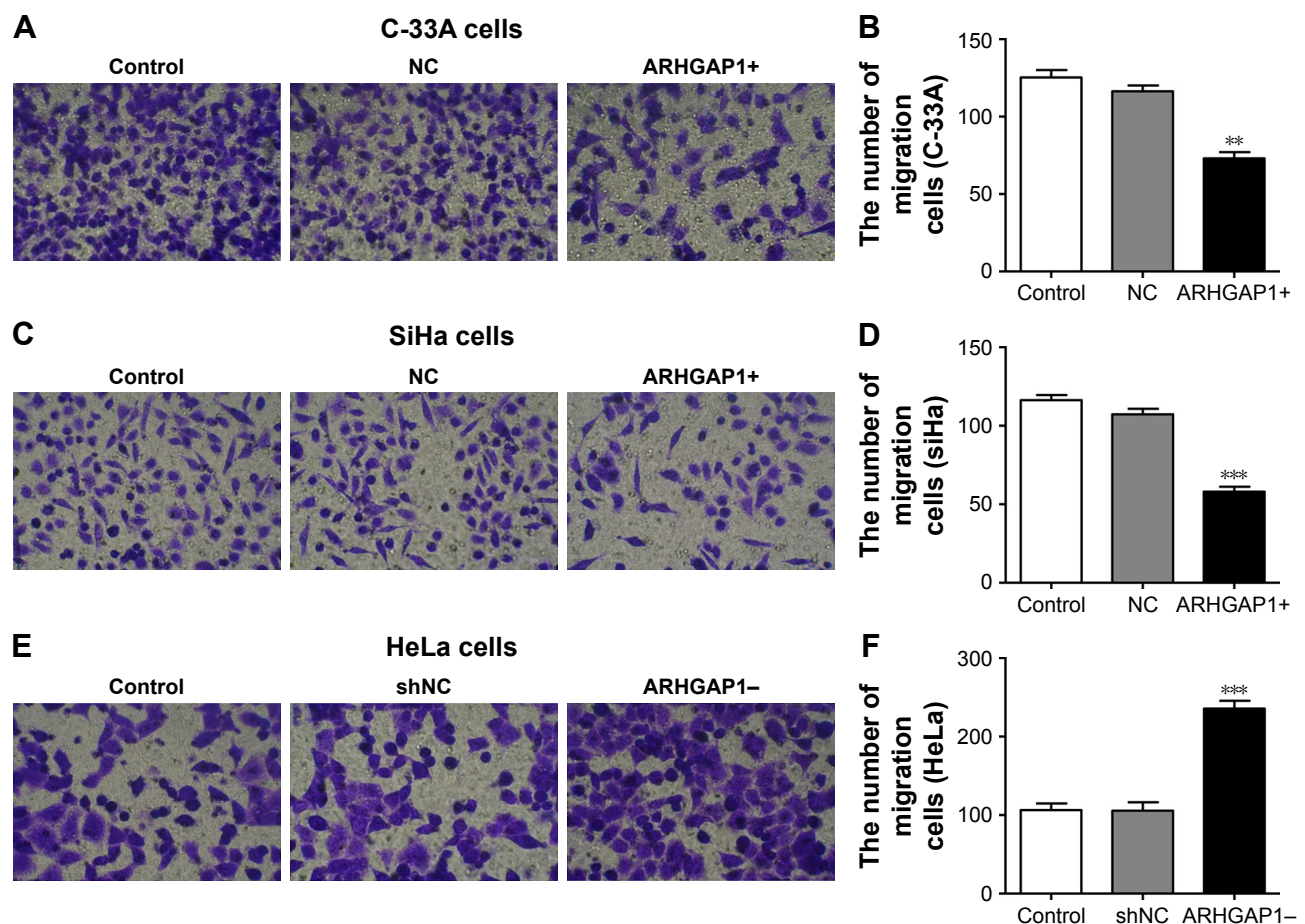 A
C-33A cells
Control
NC
ARHGAP1+
B
The number of
migration
cells (C-33A)
150
100
50
0
**
Control
NC
ARHGAP1+
C
SiHa cells
Control
NC
ARHGAP1+
D
The number of
migration
cells (siHa)
150
100
50
0
***
Control
NC
ARHGAP1+
E
HeLa cells
Control
shNC
ARHGAP1–
F
The number of
migration
cells (HeLa)
300
200
100
0
***
Control
shNC
ARHGAP1–